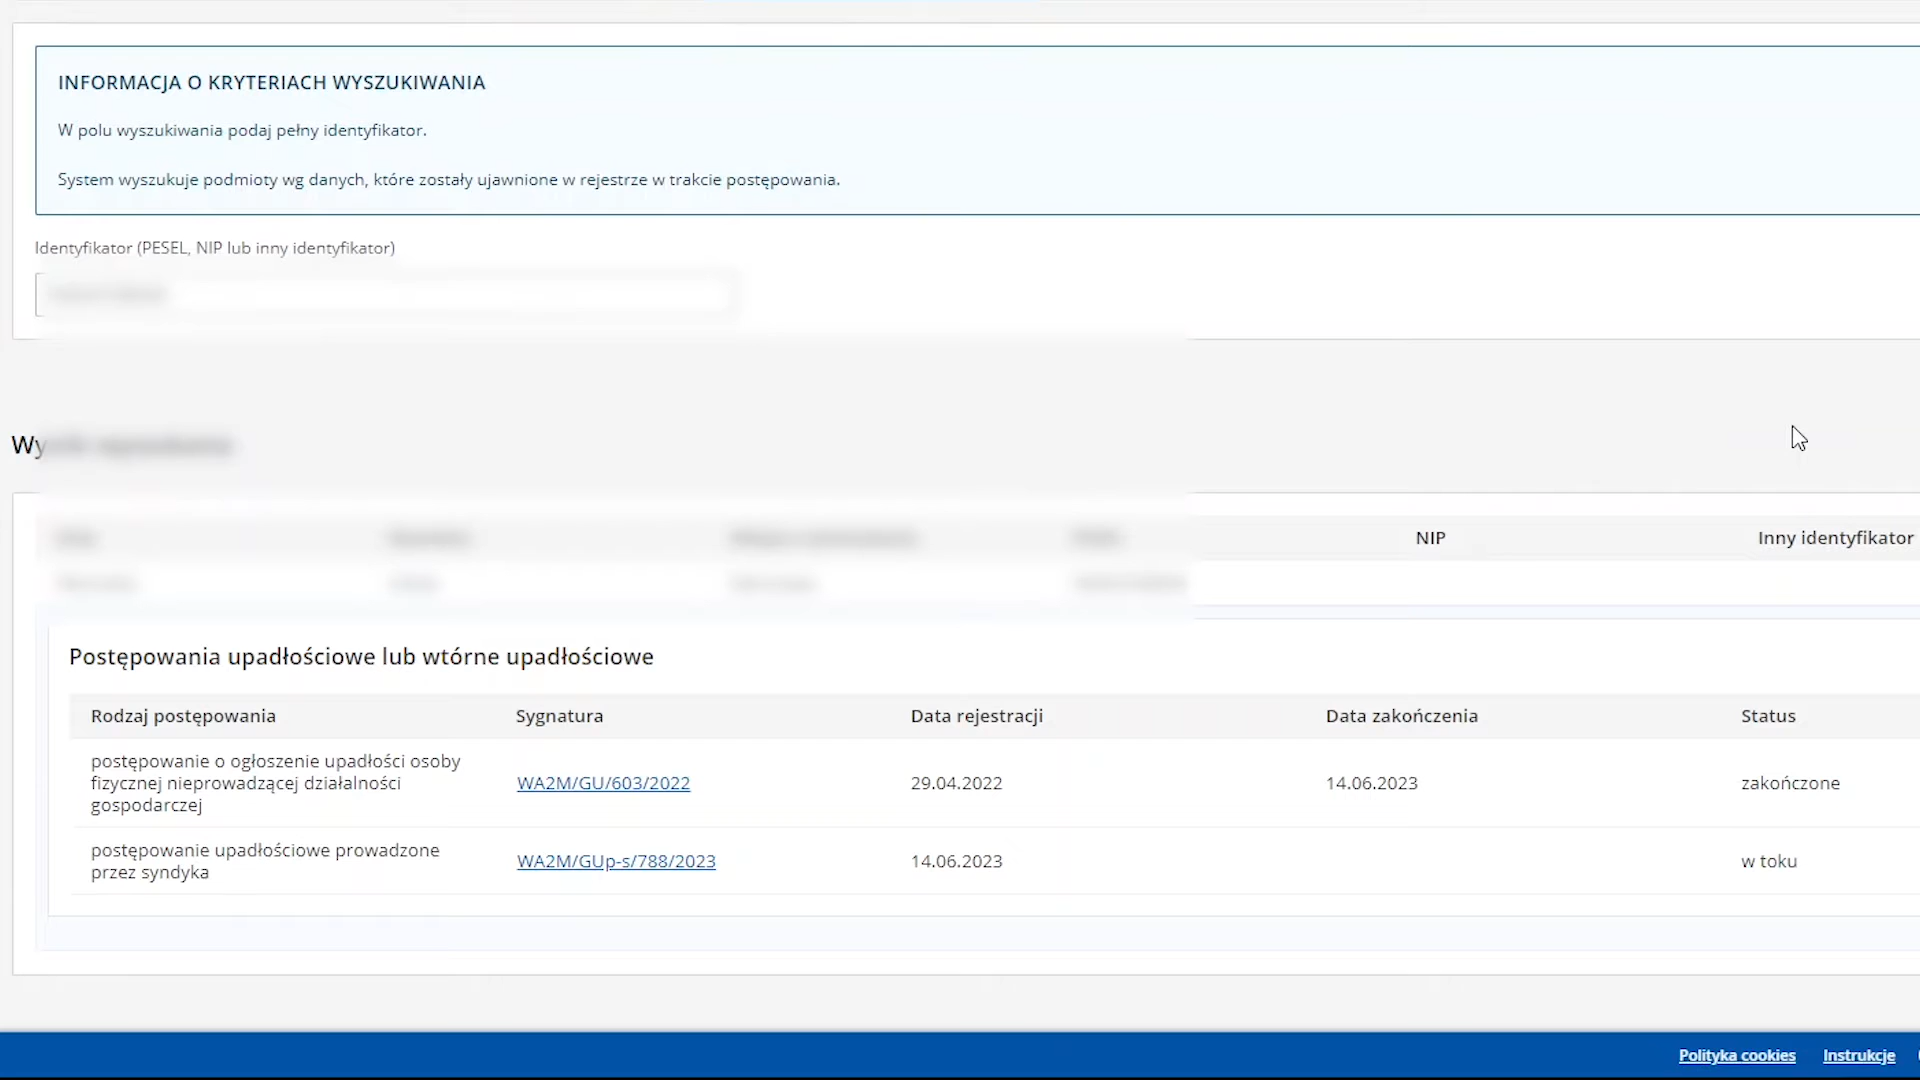 INFORMACJA O KRYTERIACH WYSZUKIWANIA
W polu wyszukiwania podaj pełny identyfikator.
System wyszukuje podmioty wg danych, które zostały ujawnione w rejestrze w trakcie postępowania.
Identyfikator (PESEL, NIP lub inny identyfikator)
NIP Inny identyfikator
Postępowania upadłościowe lub wtórne upadłościowe
Rodzaj postępowania Sygnatura Data rejestracji Data zakończenia Status
postępowanie o ogłoszenie upadłości osoby
fizycznej nieprowadzącej działalności
gospodarczej
WA2M/GU/603/2022 29.04.2022 14.06.2023 zakończone
postępowanie upadłościowe prowadzone
przez syndyka
WA2M/GUp-s/788/2023 14.06.2023 w toku
Polityka cookies Instrukcje